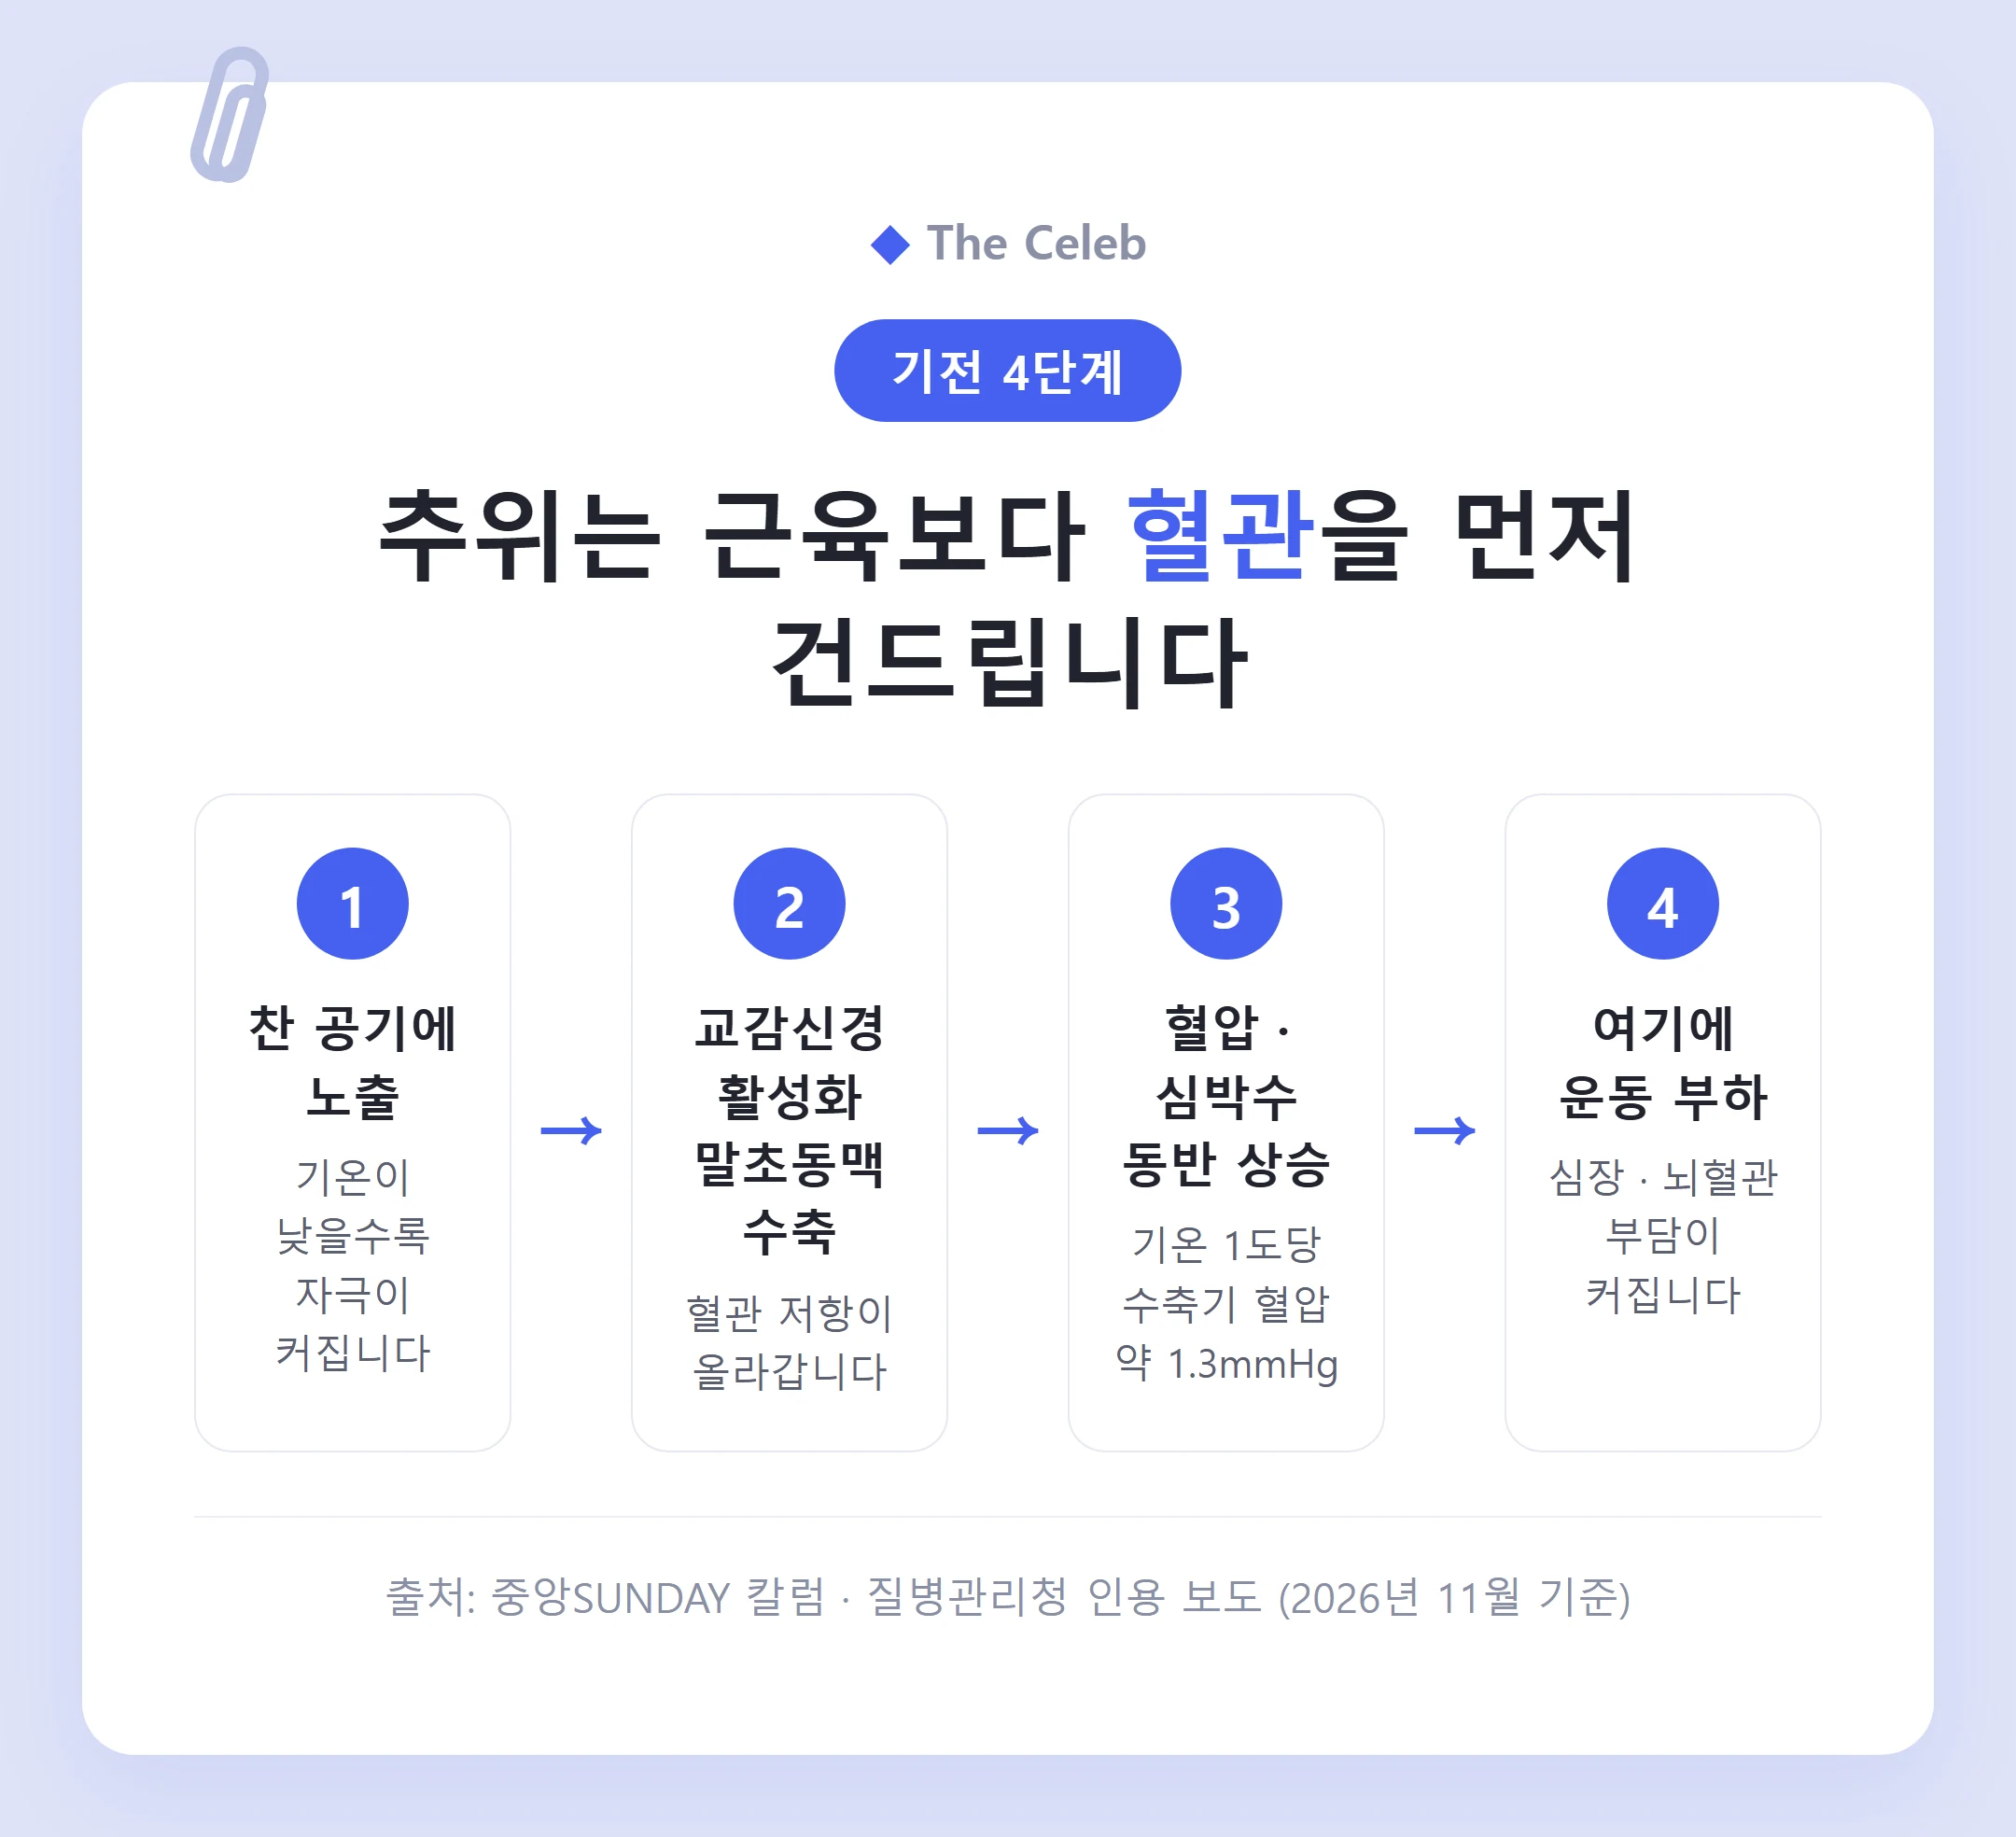 The Celeb
기전 4단계
추위는 근육보다 혈관을 먼저
건드립니다
1
찬 공기에
노출
기온이
낮을수록
자극이
커집니다
→
2
교감신경
활성화
말초동맥
수축
혈관 저항이
올라갑니다
→
3
혈압 ·
심박수
동반 상승
기온 1도당
수축기 혈압
약 1.3mmHg
→
4
여기에
운동 부하
심장 · 뇌혈관
부담이
커집니다
출처: 중앙SUNDAY 칼럼 · 질병관리청 인용 보도 (2026년 11월 기준)